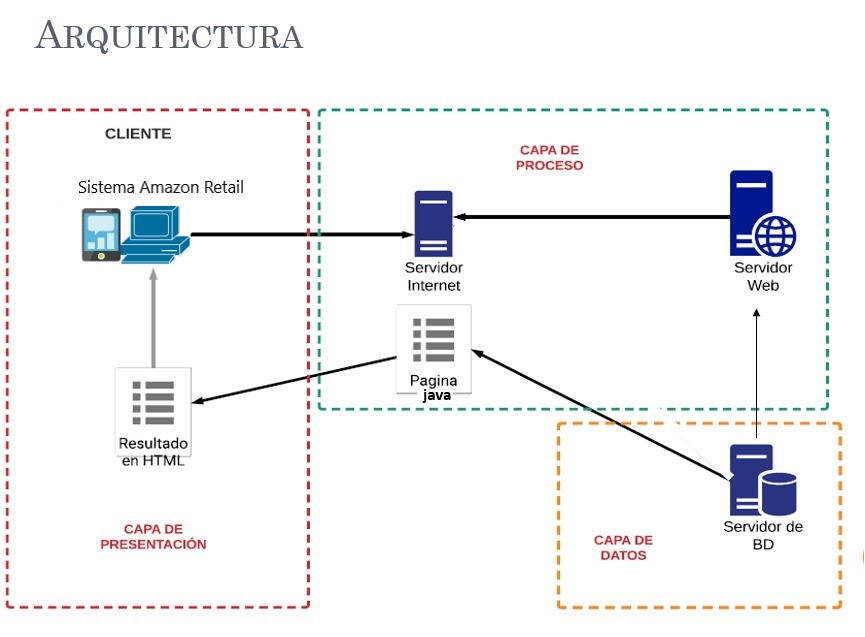 ARQUITECTURA
CLIENTE
Sistema Amazon Retail
Resultado
en HTML
CAPA DE
PRESENTACIÓN
CAPA DE
PROCESO
Servidor
Internet
Servidor
Web
Pagina
java
CAPA DE
DATOS
Servidor de
BD